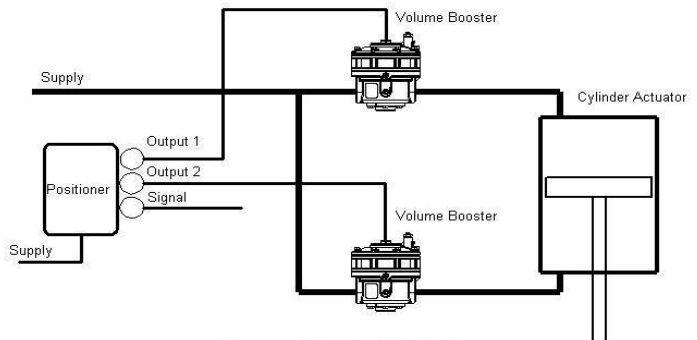 Volume Booster
Supply
Cylinder Actuator
Output 1
Output 2
Positioner
Signal
Volume Booster
Supply